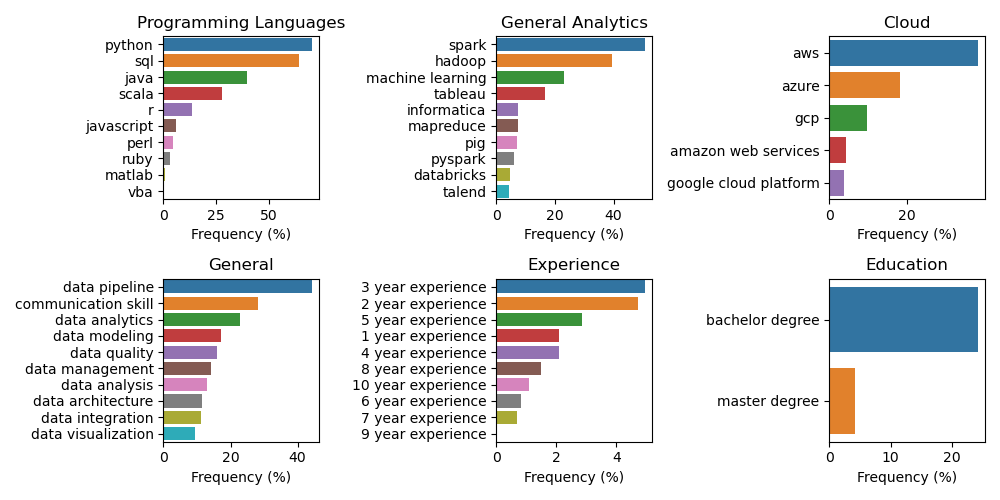 Programming Languages
python
sql
java
scala
r
javascript
perl
ruby
matlab
vba
0 25 50
Frequency (%)
General Analytics
spark
hadoop
machine learning
tableau
informatica
mapreduce
pig
pyspark
databricks
talend
0 20 40
Frequency (%)
Cloud
aws
azure
gcp
amazon web services
google cloud platform
0 20
Frequency (%)
General
data pipeline
communication skill
data analytics
data modeling
data quality
data management
data analysis
data architecture
data integration
data visualization
0 20 40
Frequency (%)
Experience
3 year experience
2 year experience
5 year experience
1 year experience
4 year experience
8 year experience
10 year experience
6 year experience
7 year experience
9 year experience
0 2 4
Frequency (%)
Education
bachelor degree
master degree
0 10 20
Frequency (%)